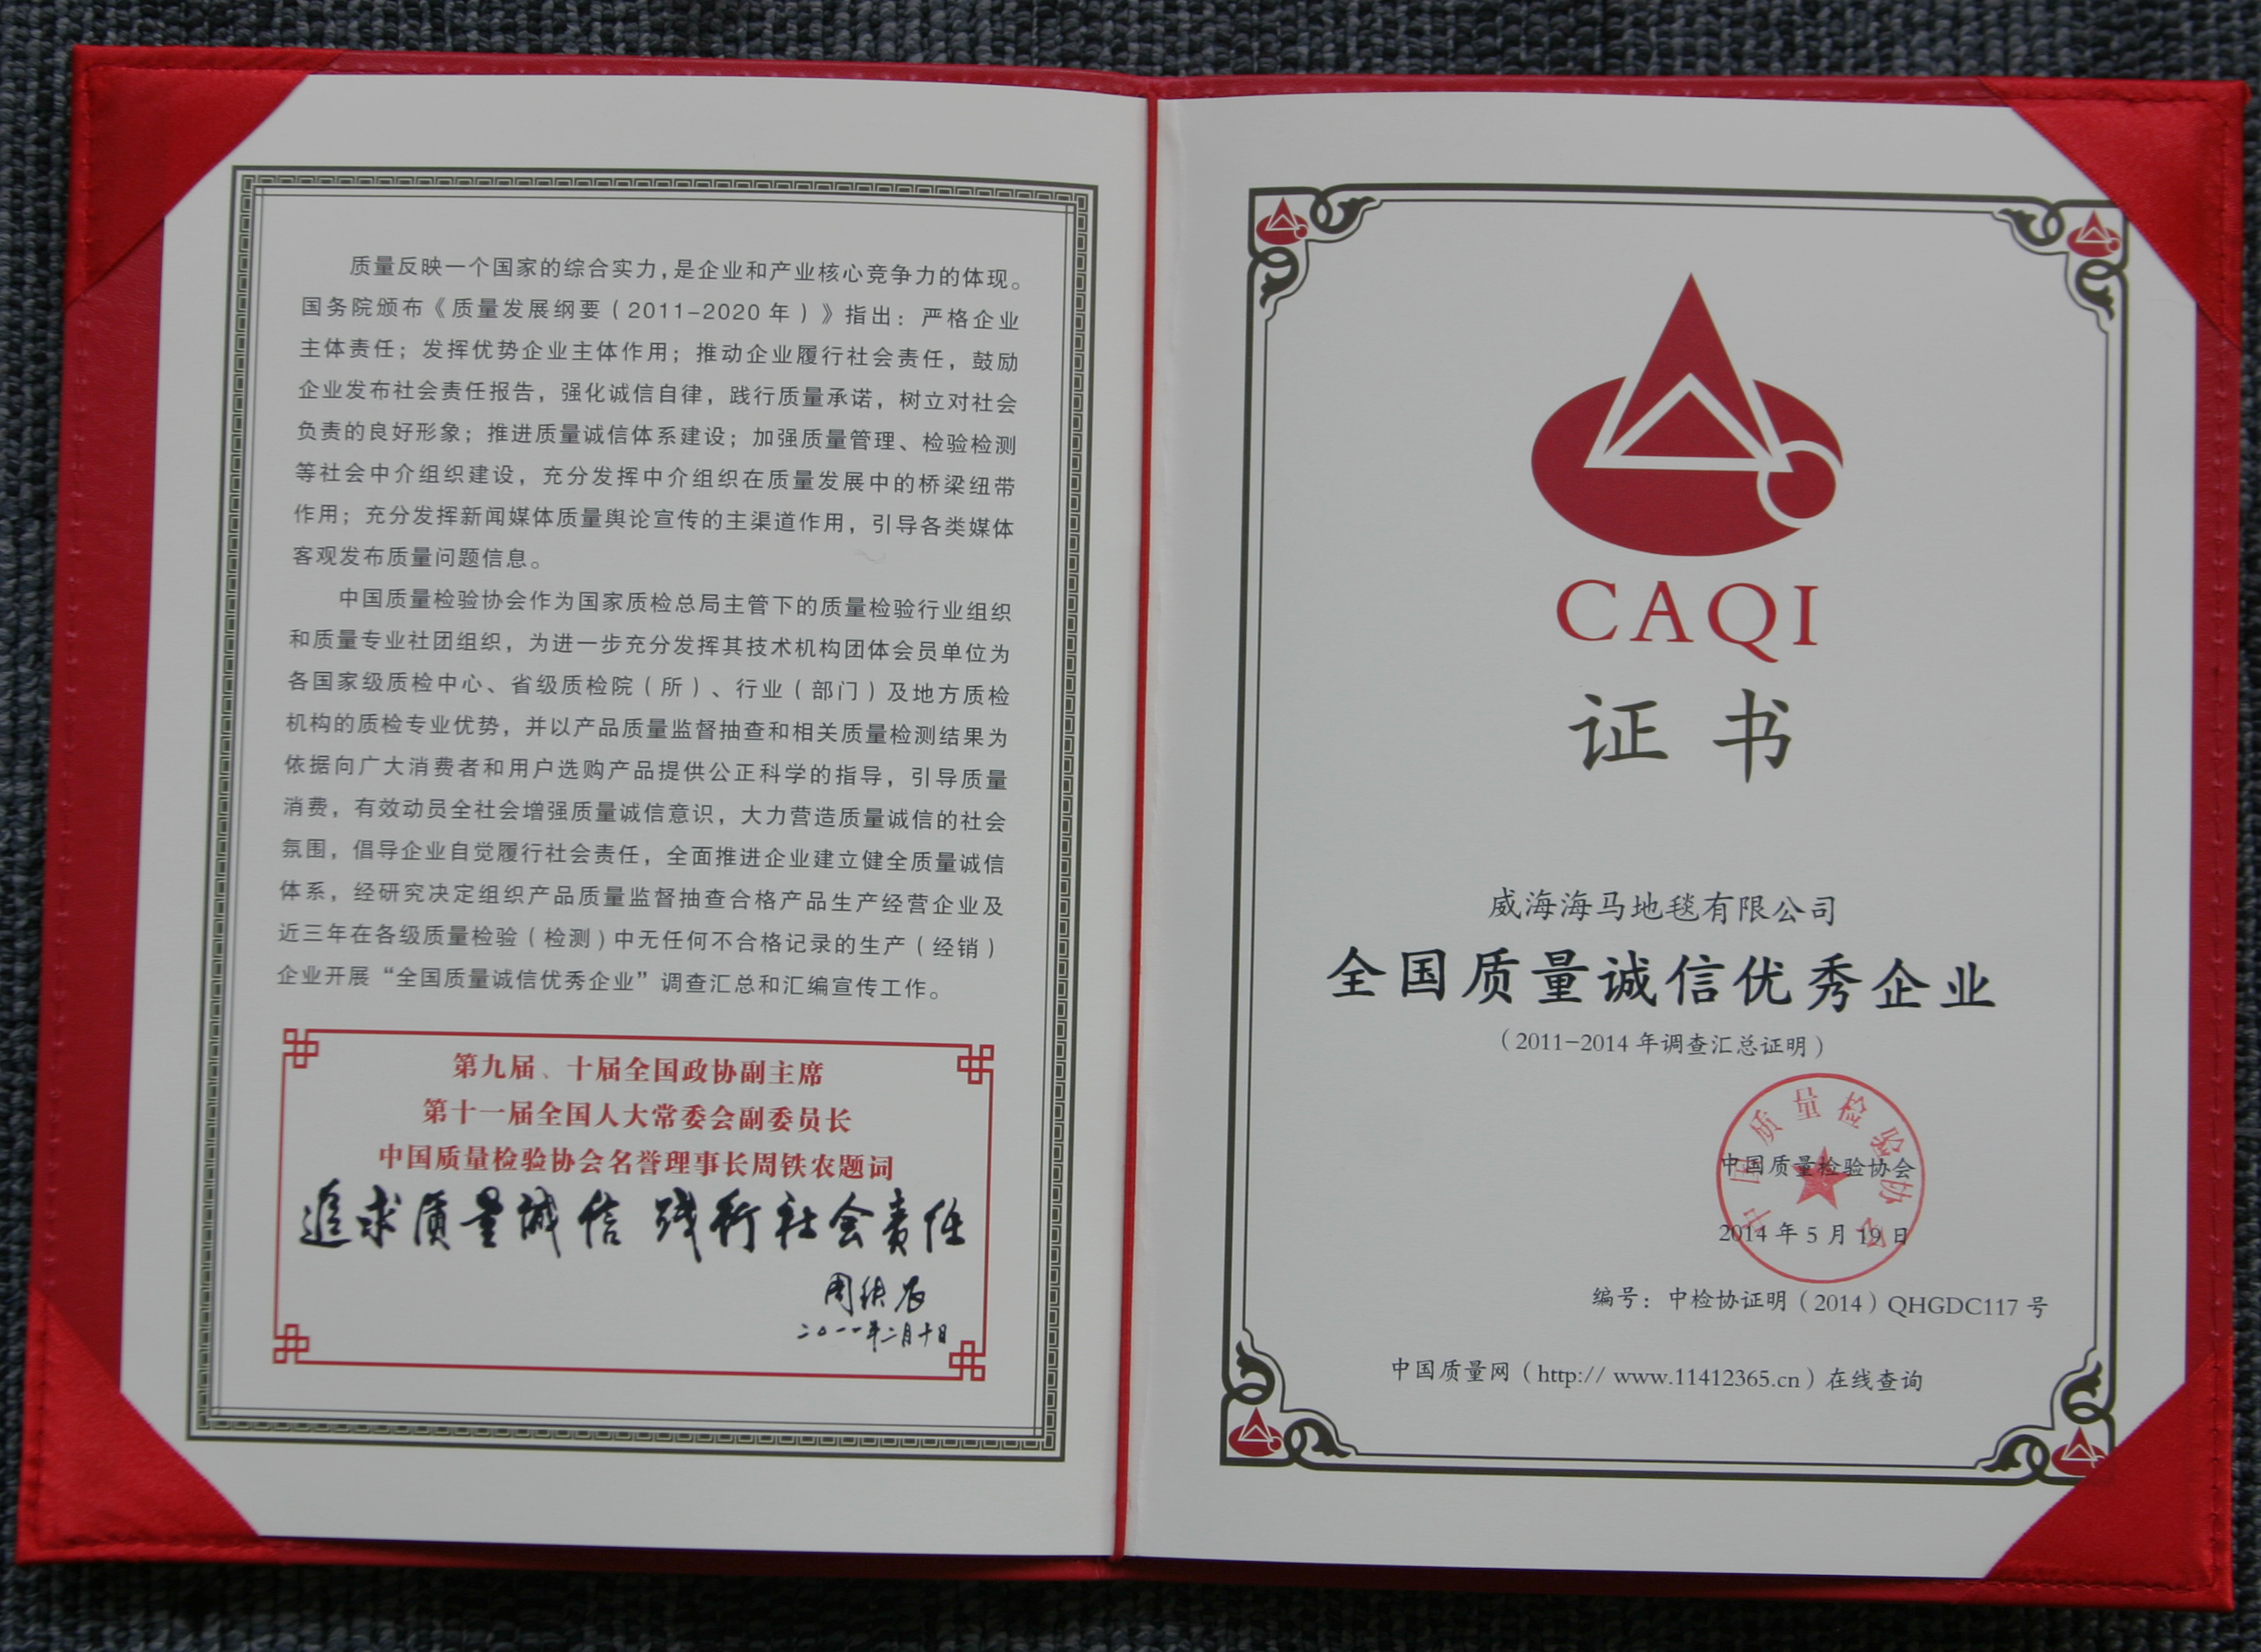 质量反映一个国家的综合实力,是企业和产业核心竞争力的体现。
国务院颁布《质量发展纲要（2011-2020 年）》指出：严格企业
主体责任；发挥优势企业主体作用；推动企业履行社会责任，鼓励
企业发布社会责任报告，强化诚信自律，践行质量承诺，树立对社会
负责的良好形象；推进质量诚信体系建设；加强质量管理、检验检测
等社会中介组织建设，充分发挥中介组织在质量发展中的桥梁纽带
作用；充分发挥新闻媒体质量舆论宣传的主渠道作用，引导各类媒体
客观发布质量问题信息。
中国质量检验协会作为国家质检总局主管下的质量检验行业组织
和质量专业社团组织，为进一步充分发挥其技术机构团体会员单位为
各国家级质检中心、省级质检院（所）、行业（部门）及地方质检
机构的质检专业优势，并以产品质量监督抽查和相关质量检测结果为
依据向广大消费者和用户选购产品提供公正科学的指导，引导质量
消费，有效动员全社会增强质量诚信意识，大力营造质量诚信的社会
氛围，倡导企业自觉履行社会责任，全面推进企业建立健全质量诚信
体系，经研究决定组织产品质量监督抽查合格产品生产经营企业及
近三年在各级质量检验（检测）中无任何不合格记录的生产（经销）
企业开展“全国质量诚信优秀企业”调查汇总和汇编宣传工作。
第九届、十届全国政协副主席
第十一届全国人大常委会副委员长
中国质量检验协会名誉理事长周铁农题词
追求质量诚信 践行社会责任
周铁农
二〇一一年二月十日
CAQI
证书
威海海马地毯有限公司
全国质量诚信优秀企业
（2011-2014 年调查汇总证明）
中国质量检验协会
中国质量检验协会
2014 年 5 月 19 日
编号：中检协证明（2014）QHGDC117 号
中国质量网（http:// www.11412365.cn）在线查询